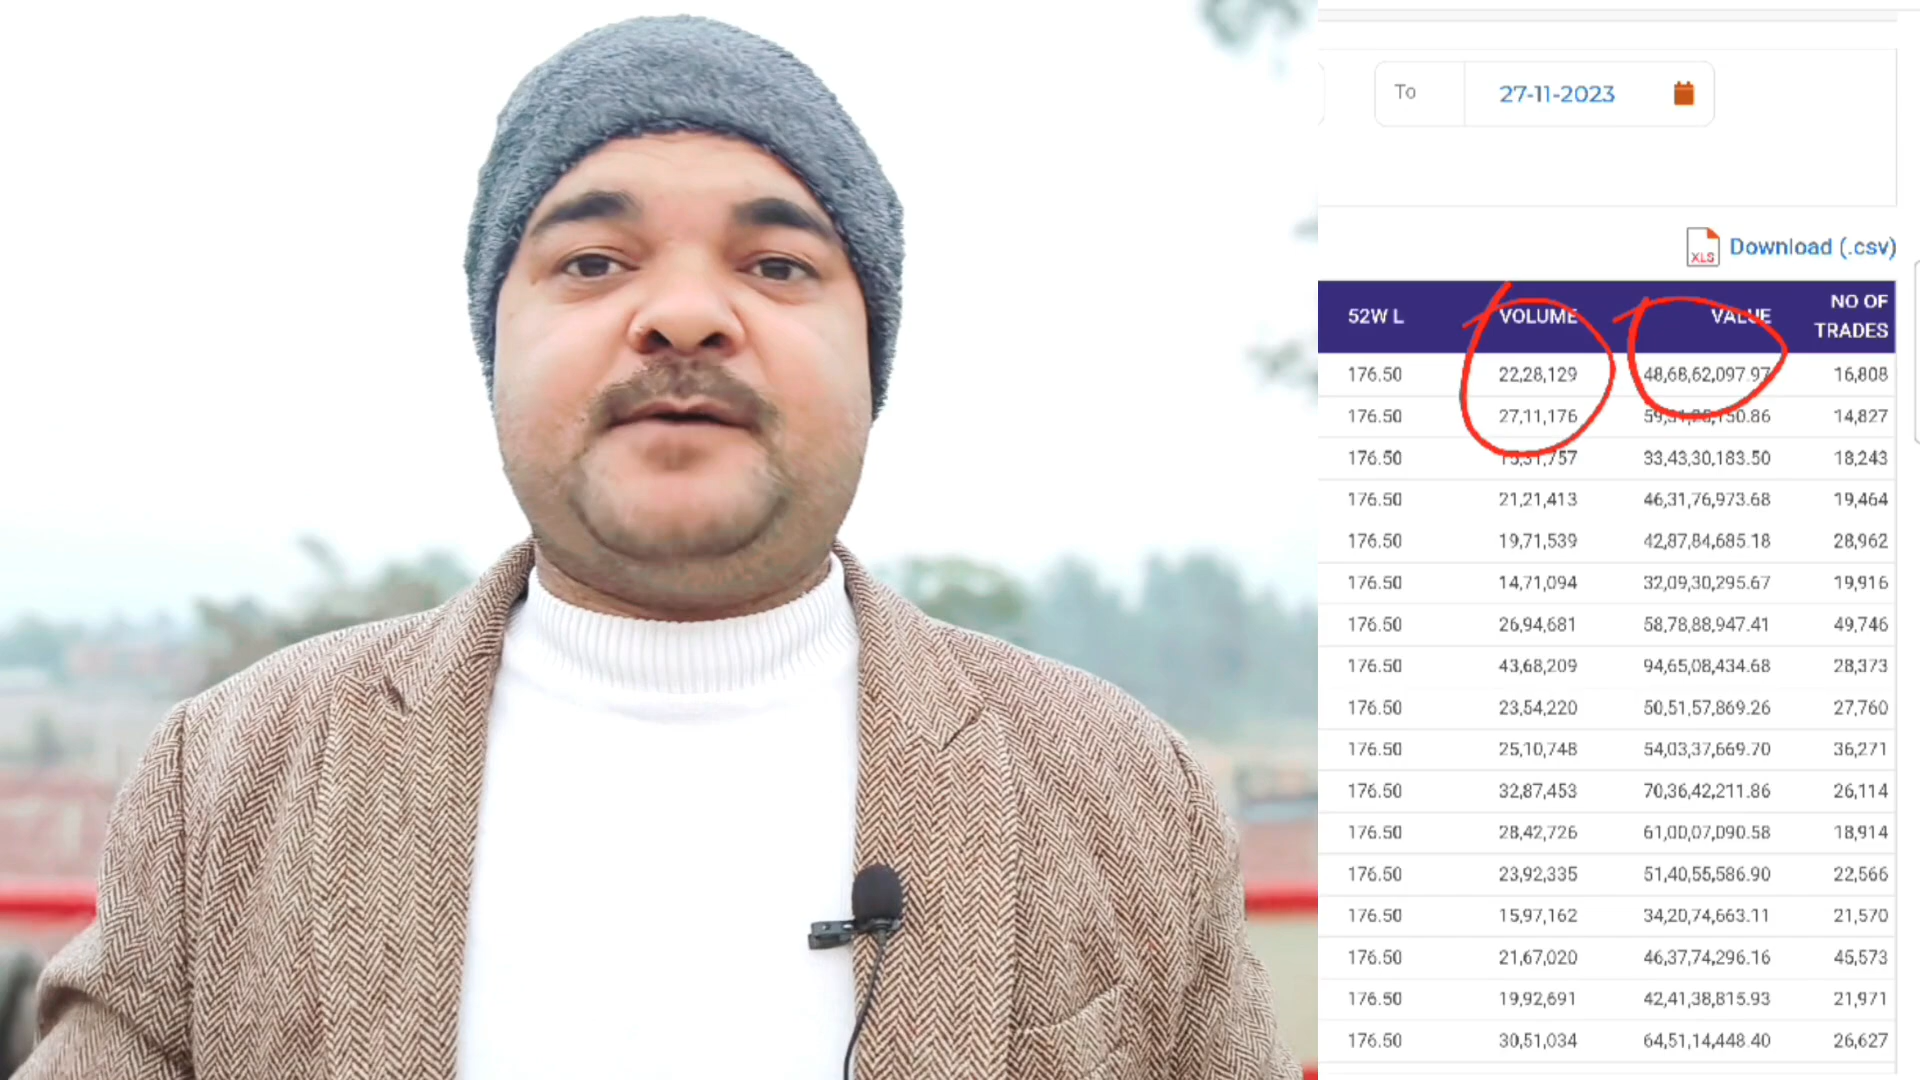 To 27-11-2023
XLS Download (.csv)
52W L VOLUME VALUE NO OF TRADES
176.50 22,28,129 48,68,62,097.97 16,808
176.50 27,11,176 14,827
176.50 33,43,30,183.50 18,243
176.50 21,21,413 46,31,76,973.68 19,464
176.50 19,71,539 42,87,84,685.18 28,962
176.50 14,71,094 32,09,30,295.67 19,916
176.50 26,94,681 58,78,88,947.41 49,746
176.50 43,68,209 94,65,08,434.68 28,373
176.50 23,54,220 50,51,57,869.26 27,760
176.50 25,10,748 54,03,37,669.70 36,271
176.50 32,87,453 70,36,42,211.86 26,114
176.50 28,42,726 61,00,07,090.58 18,914
176.50 23,92,335 51,40,55,586.90 22,566
176.50 15,97,162 34,20,74,663.11 21,570
176.50 21,67,020 46,37,74,296.16 45,573
176.50 19,92,691 42,41,38,815.93 21,971
176.50 30,51,034 64,51,14,448.40 26,627